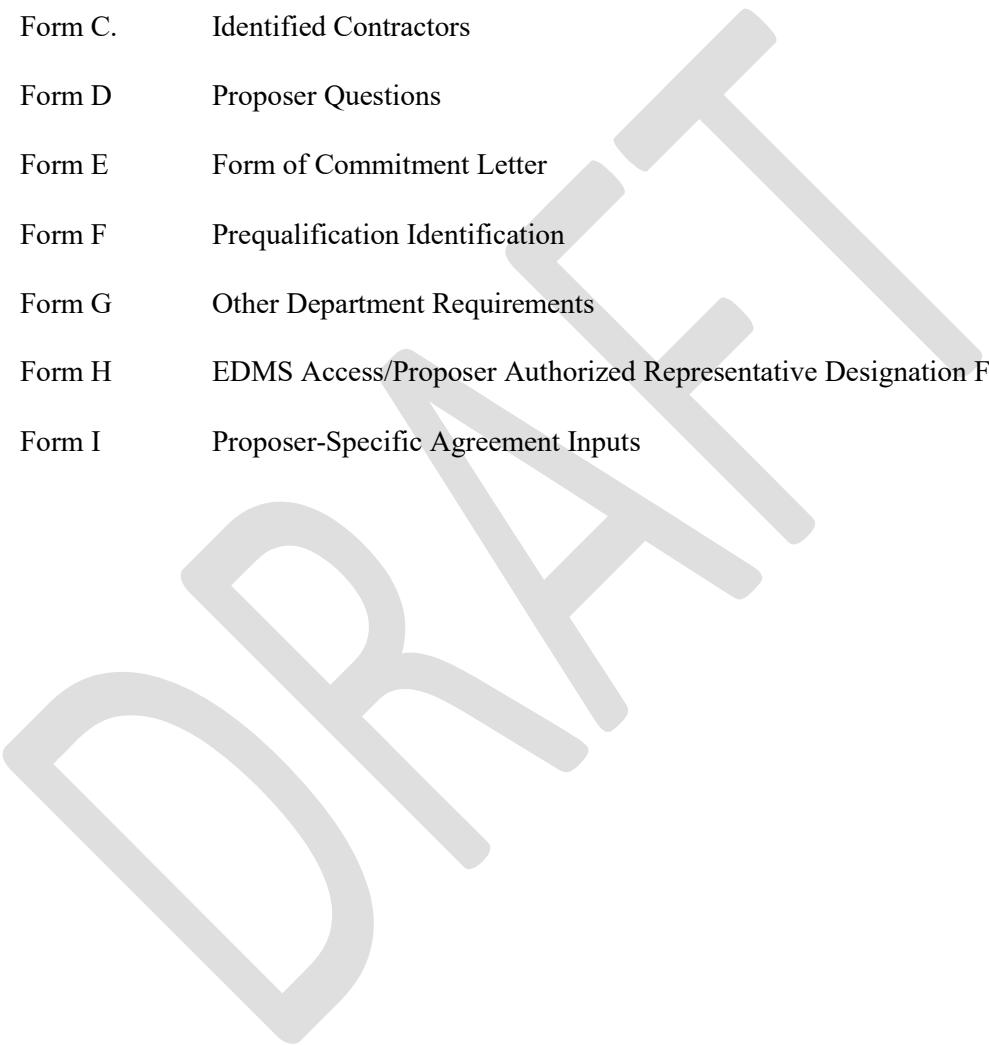 Form C. Identified Contractors
Form D Proposer Questions
Form E Form of Commitment Letter
Form F Prequalification Identification
Form G Other Department Requirements
Form H EDMS Access/Proposer Authorized Representative Designation F
Form I Proposer-Specific Agreement Inputs
DRAFT